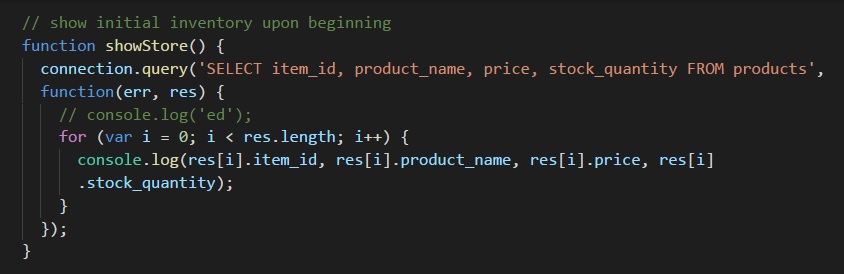 // show initial inventory upon beginning
function showStore() {
  connection.query('SELECT item_id, product_name, price, stock_quantity FROM products',
  function(err, res) {
    // console.log('ed');
    for (var i = 0; i < res.length; i++) {
      console.log(res[i].item_id, res[i].product_name, res[i].price, res[i]
      .stock_quantity);
    }
  });
}